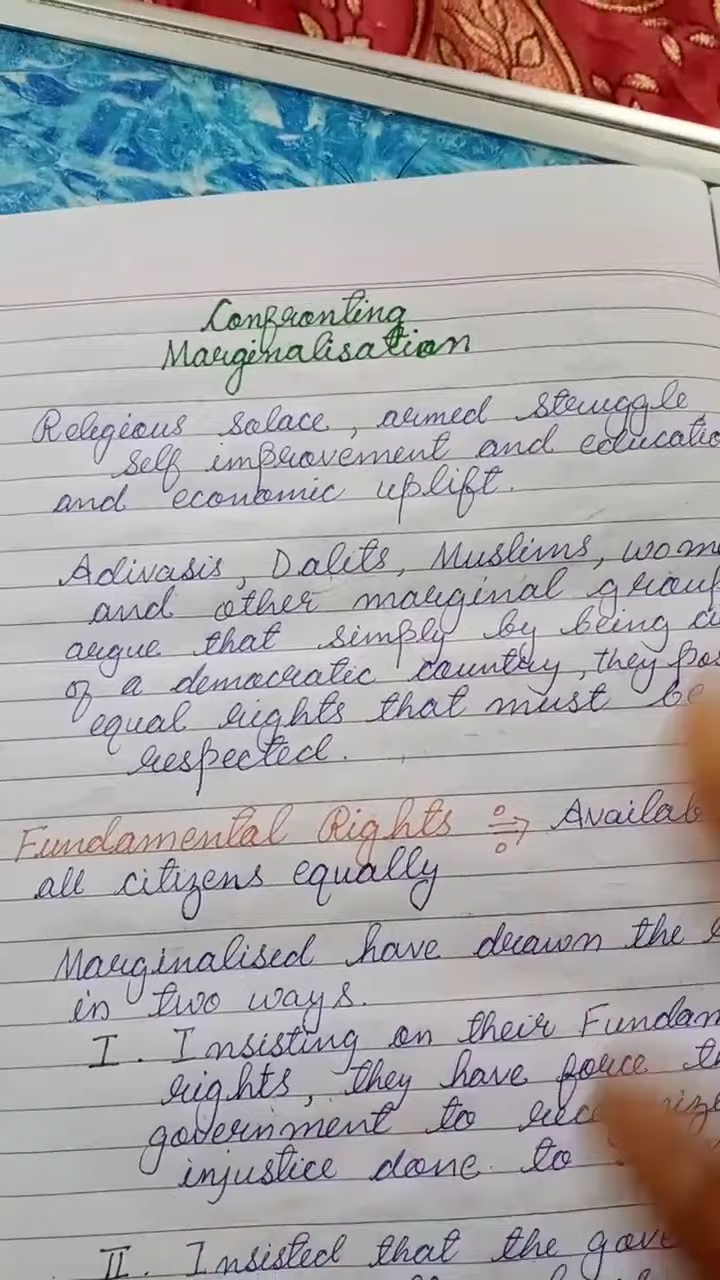 Confronting
Marginalisation
Religious solace, armed struggle
self improvement and educatio
and economic uplift.
Adivasis, Dalits, Muslims, wom
and other marginal group
argue that simply by being ci
of a democratic country, they pos
equal rights that must be
respected.
Fundamental Rights ÷> Availab
all citizens equally
Marginalised have drawn the
in two ways.
I. Insisting on their Fundam
rights, they have force th
government to
injustice done to
II. Insisted that the gove